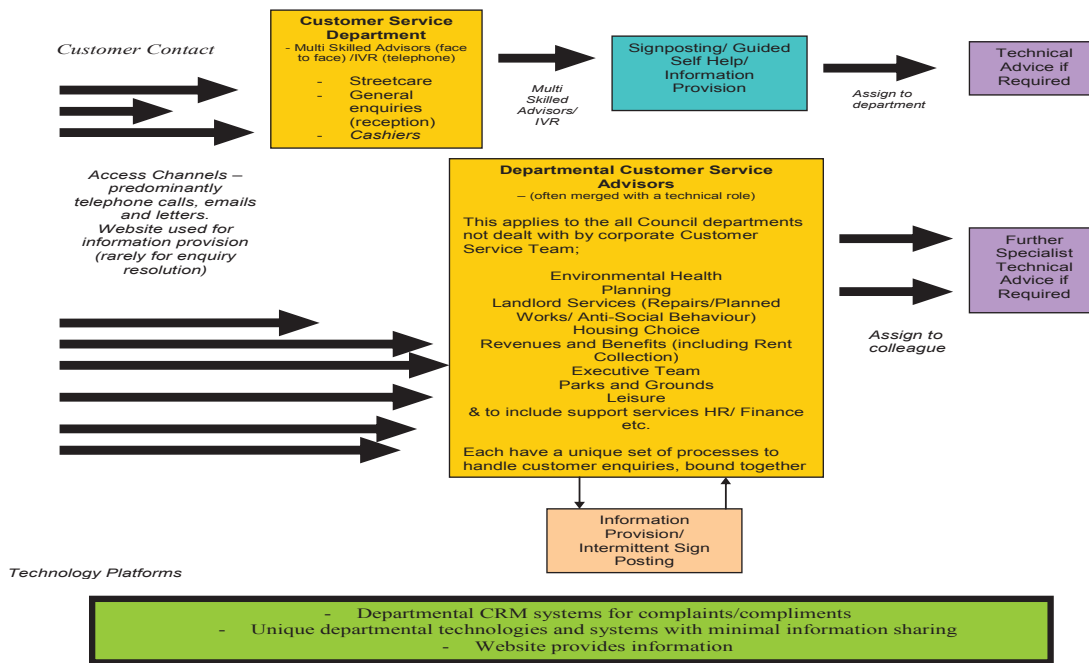 Customer Contact
Customer Service
Department
- Multi Skilled Advisors (face
to face) /IVR (telephone)
- Streetcare
- General
enquiries
(reception)
- Cashiers
Multi
Skilled
Advisors/
IVR
Signposting/ Guided
Self Help/
Information
Provision
Assign to
department
Technical
Advice if
Required
Access Channels –
predominantly
telephone calls, emails
and letters.
Website used for
information provision
(rarely for enquiry
resolution)
Departmental Customer Service
Advisors
– (often merged with a technical role)
This applies to the all Council departments
not dealt with by corporate Customer
Service Team;
Environmental Health
Planning
Landlord Services (Repairs/Planned
Works/ Anti-Social Behaviour)
Housing Choice
Revenues and Benefits (including Rent
Collection)
Executive Team
Parks and Grounds
Leisure
& to include support services HR/ Finance
etc.
Each have a unique set of processes to
handle customer enquiries, bound together
Further
Specialist
Technical
Advice if
Required
Assign to
colleague
Information
Provision/
Intermittent Sign
Posting
Technology Platforms
- Departmental CRM systems for complaints/compliments
- Unique departmental technologies and systems with minimal information sharing
- Website provides information